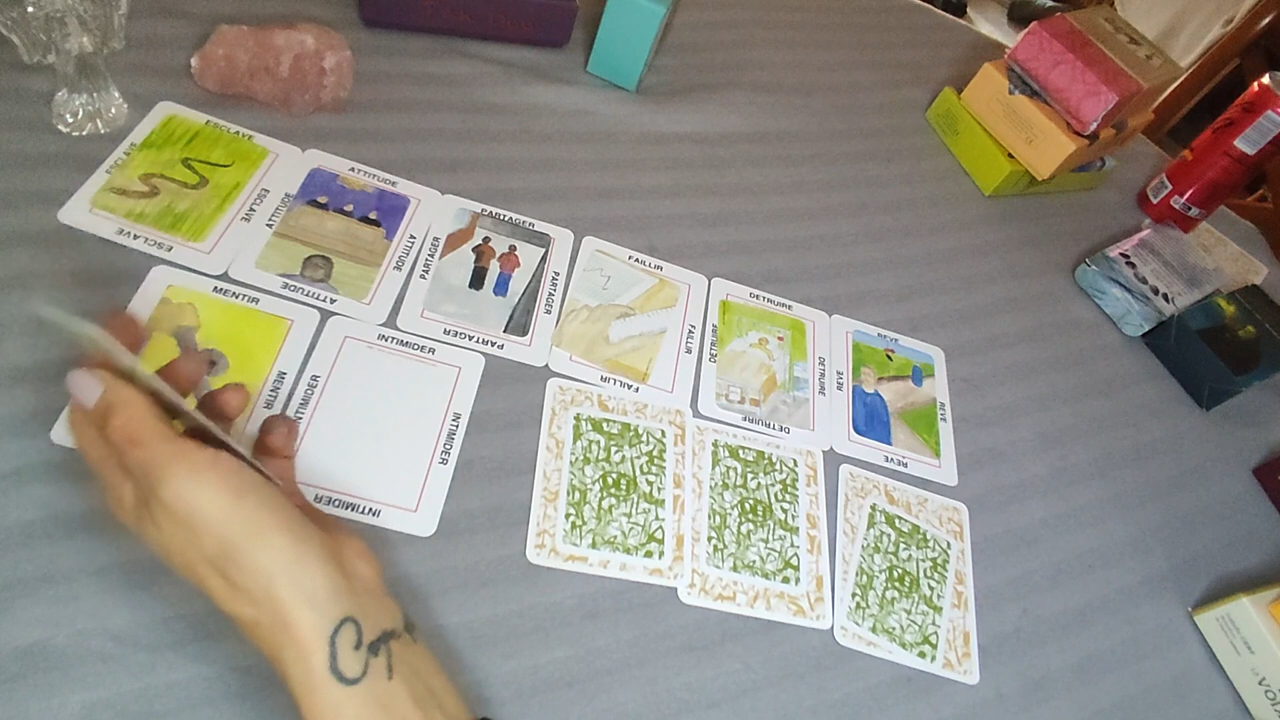 ESCLAVE
ESCLAVE
ESCLAVE
ESCLAVE
ATTITUDE
ATTITUDE
ATTITUDE
ATTITUDE
PARTAGER
PARTAGER
PARTAGER
PARTAGER
FAILLIR
FAILLIR
FAILLIR
DETRUIRE
DETRUIRE
DETRUIRE
DETRUIRE
REVE
REVE
REVE
REVE
MENTIR
MENTIR
INTIMIDER
INTIMIDER
INTIMIDER
INTIMIDER